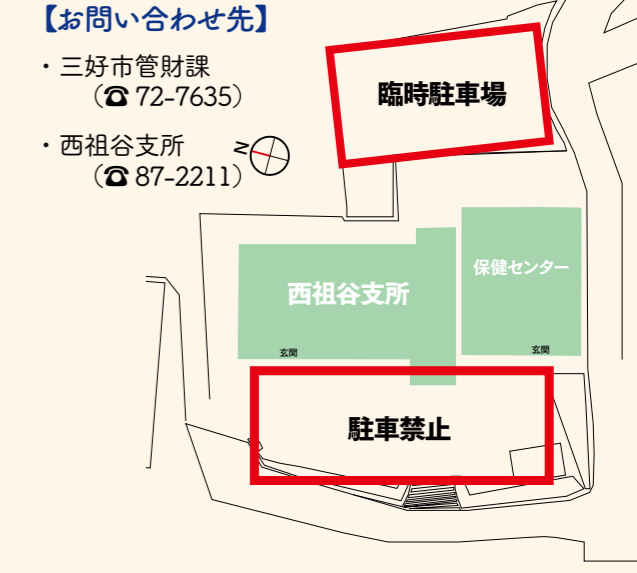 【お問い合わせ先】
・三好市管財課
（☎ 72-7635）
・西祖谷支所
（☎ 87-2211）
N
臨時駐車場
保健センター
西祖谷支所
玄関
玄関
駐車禁止